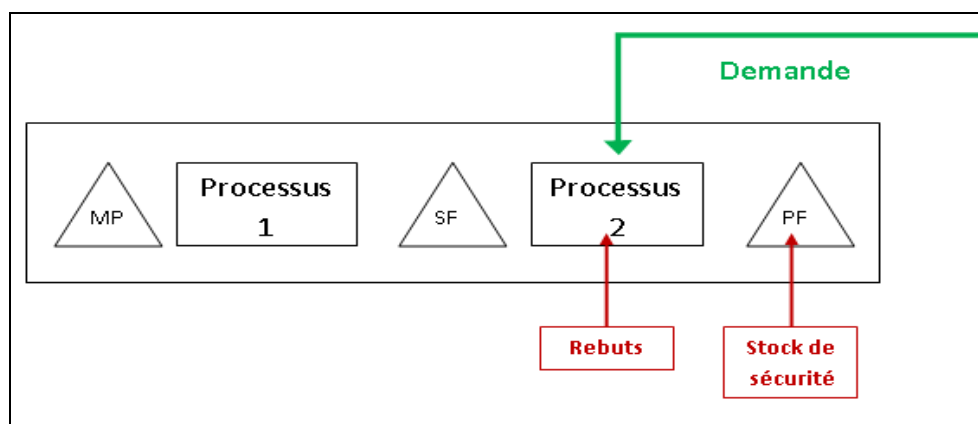 Demande
MP
Processus
1
SF
Processus
2
PF
Rebuts
Stock de
sécurité